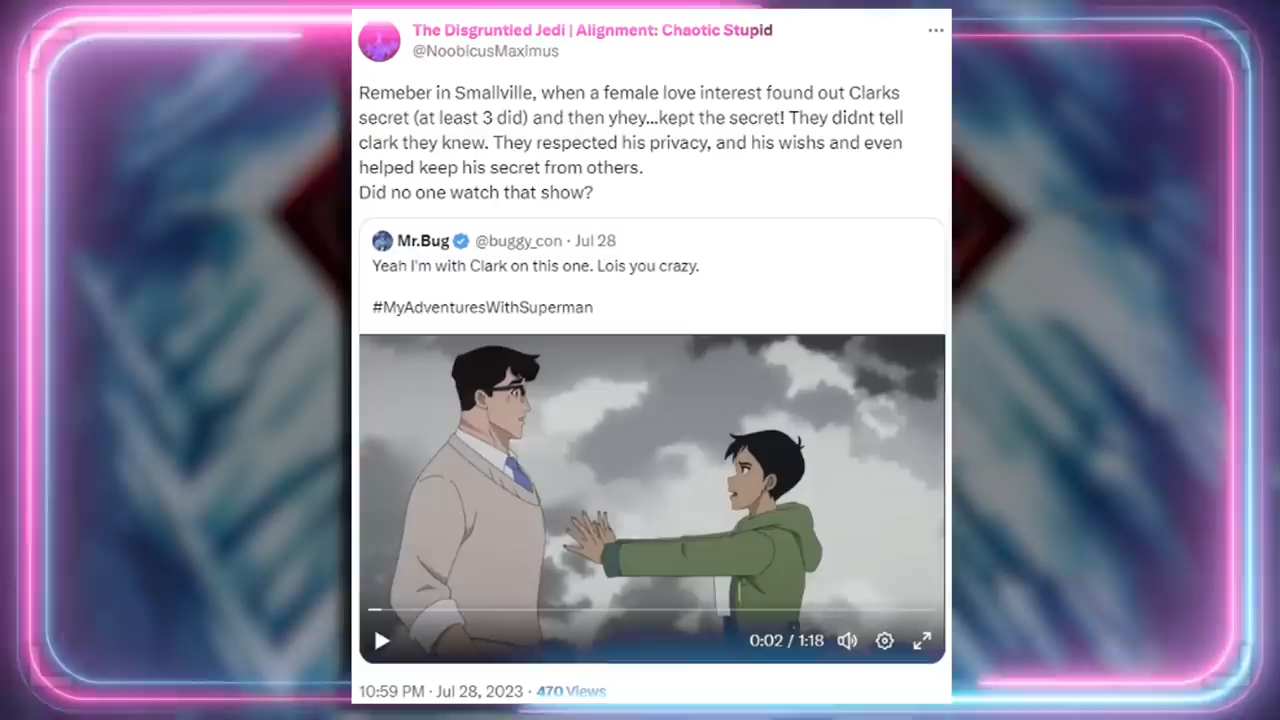 The Disgruntled Jedi | Alignment: Chaotic Stupid
@NoobicusMaximus
Remeber in Smallville, when a female love interest found out Clarks
secret (at least 3 did) and then yhey...kept the secret! They didnt tell
clark they knew. They respected his privacy, and his wishs and even
helped keep his secret from others.
Did no one watch that show?
Mr.Bug @buggy_con · Jul 28
Yeah I'm with Clark on this one. Lois you crazy.
#MyAdventuresWithSuperman
0:02 / 1:18
10:59 PM · Jul 28, 2023 · 470 Views